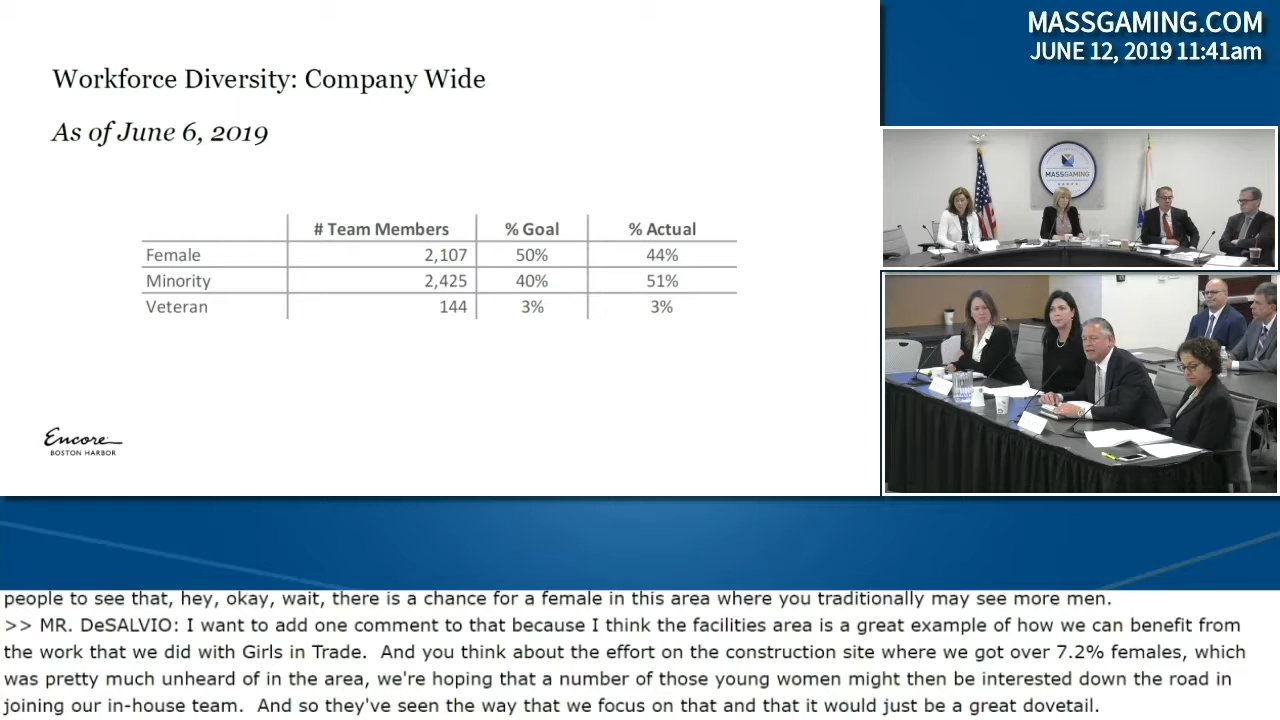 MASSGAMING.COM
JUNE 12, 2019 11:41am
Workforce Diversity: Company Wide
As of June 6, 2019
# Team Members % Goal % Actual
Female 2,107 50% 44%
Minority 2,425 40% 51%
Veteran 144 3% 3%
Encore
BOSTON HARBOR
MASSGAMING
people to see that, hey, okay, wait, there is a chance for a female in this area where you traditionally may see more men.
>> MR. DeSALVIO: I want to add one comment to that because I think the facilities area is a great example of how we can benefit from
the work that we did with Girls in Trade.  And you think about the effort on the construction site where we got over 7.2% females, which
was pretty much unheard of in the area, we're hoping that a number of those young women might then be interested down the road in
joining our in-house team.  And so they've seen the way that we focus on that and that it would just be a great dovetail.